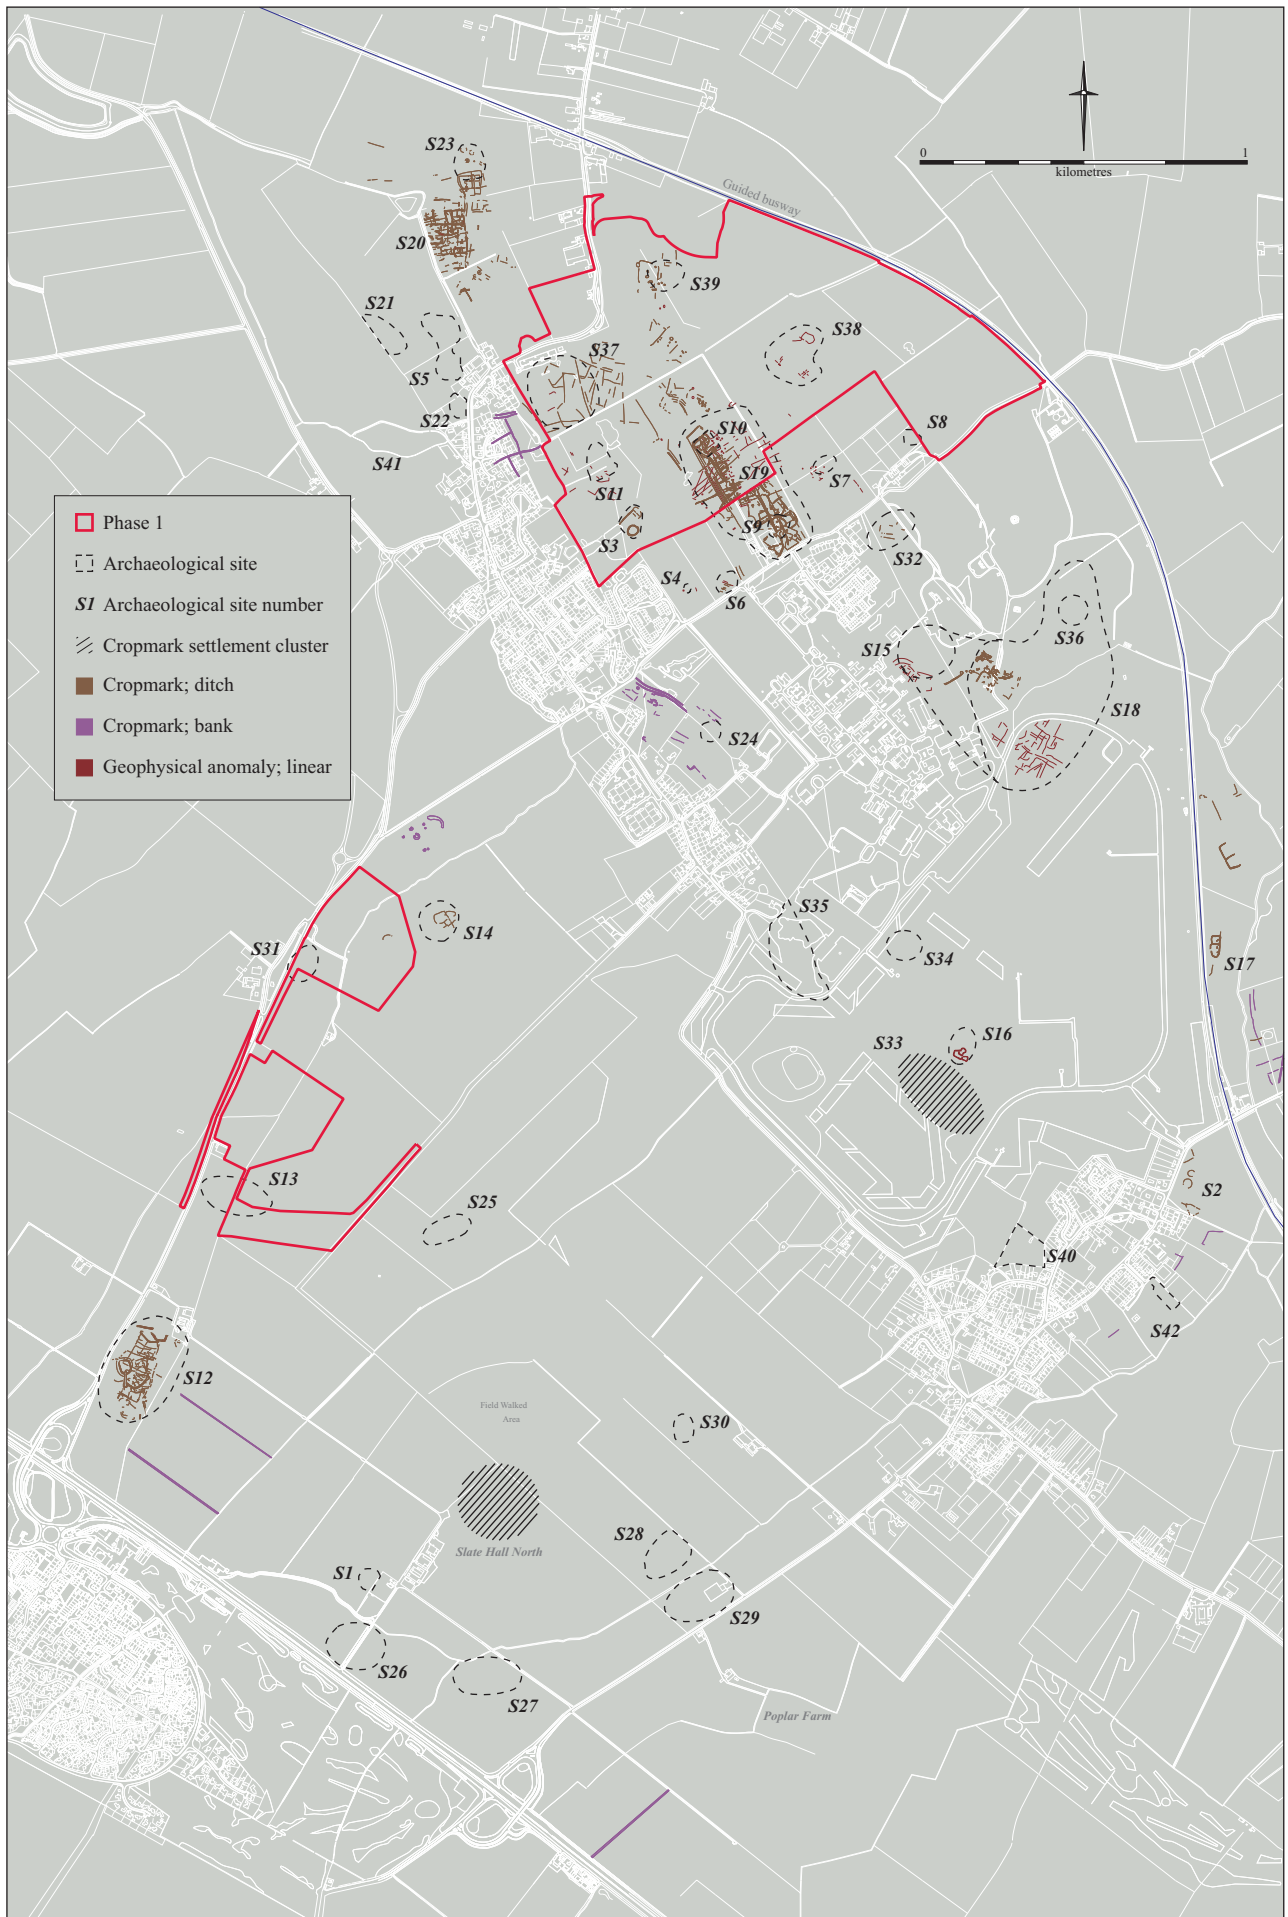 S23
0
1
kilometres
Guided busway
S20
S39
S21
S38
S37
S5
S22
S10
S8
S41
S19
S7
S11
S9
S3
S32
S4
S6
S36
S15
S18
S24
Phase 1
Archaeological site
S1 Archaeological site number
Cropmark settlement cluster
Cropmark; ditch
Cropmark; bank
Geophysical anomaly; linear
S35
S14
S31
S34
S17
S16
S33
S13
S2
S25
S40
S42
S12
Field Walked
Area
S30
S28
Slate Hall North
S1
S29
S26
S27
Poplar Farm